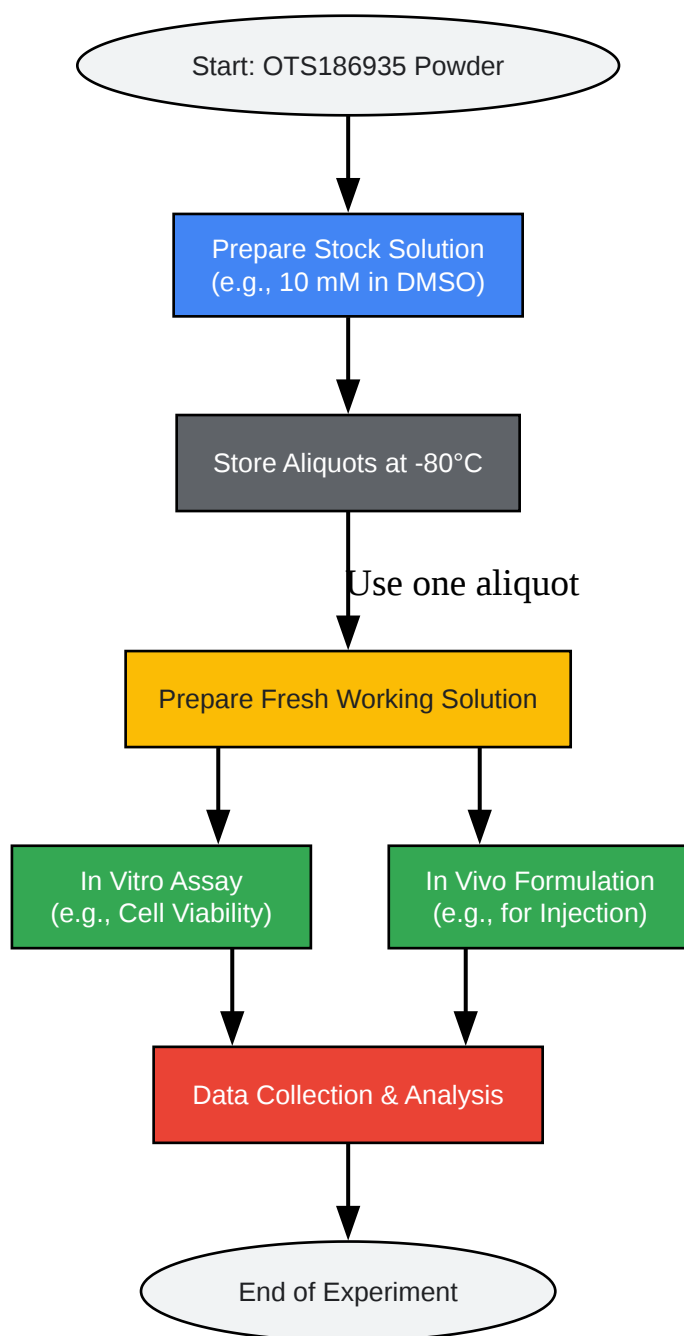 Start: OTS186935 Powder
Prepare Stock Solution
(e.g., 10 mM in DMSO)
Store Aliquots at -80°C
Use one aliquot
Prepare Fresh Working Solution
In Vitro Assay
(e.g., Cell Viability)
In Vivo Formulation
(e.g., for Injection)
Data Collection & Analysis
End of Experiment